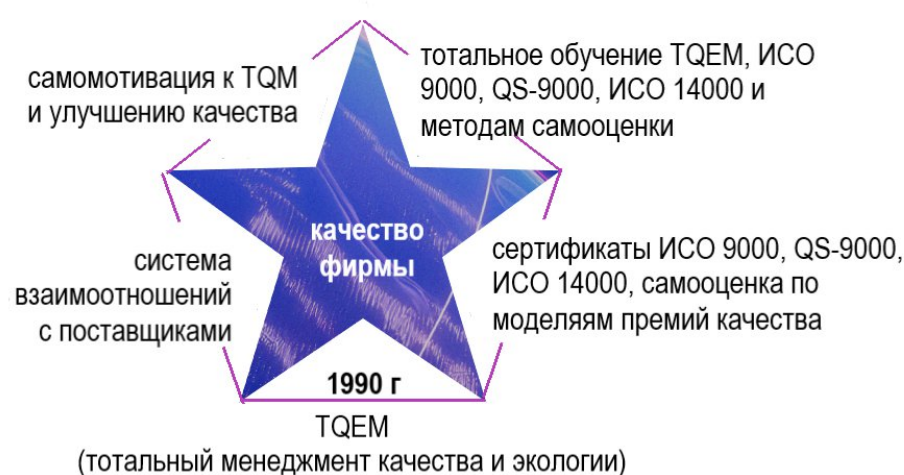 самомотивация к TQM
и улучшению качества
тотальное обучение TQEM, ИСО
9000, QS-9000, ИСО 14000 и
методам самооценки
качество
фирмы
система
взаимоотношений
с поставщиками
сертификаты ИСО 9000, QS-9000,
ИСО 14000, самооценка по
моделяям премий качества
1990 г
TQEM
(тотальный менеджмент качества и экологии)